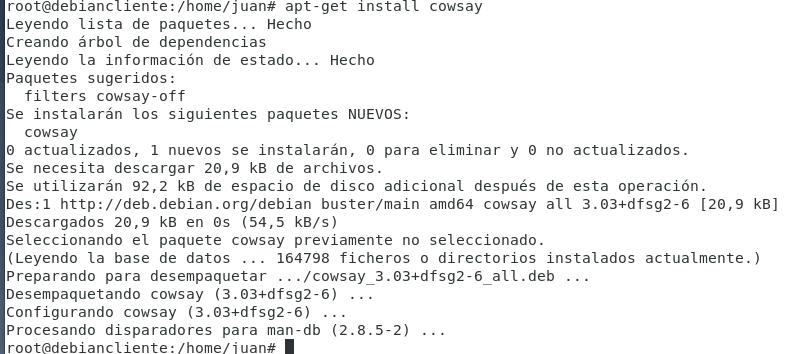 root@debiancliente:/home/juan# apt-get install cowsay
Leyendo lista de paquetes... Hecho
Creando árbol de dependencias
Leyendo la información de estado... Hecho
Paquetes sugeridos:
  filters cowsay-off
Se instalarán los siguientes paquetes NUEVOS:
  cowsay
0 actualizados, 1 nuevos se instalarán, 0 para eliminar y 0 no actualizados.
Se necesita descargar 20,9 kB de archivos.
Se utilizarán 92,2 kB de espacio de disco adicional después de esta operación.
Des:1 http://deb.debian.org/debian buster/main amd64 cowsay all 3.03+dfsg2-6 [20,9 kB]
Descargados 20,9 kB en 0s (54,5 kB/s)
Seleccionando el paquete cowsay previamente no seleccionado.
(Leyendo la base de datos ... 164798 ficheros o directorios instalados actualmente.)
Preparando para desempaquetar .../cowsay_3.03+dfsg2-6_all.deb ...
Desempaquetando cowsay (3.03+dfsg2-6) ...
Configurando cowsay (3.03+dfsg2-6) ...
Procesando disparadores para man-db (2.8.5-2) ...
root@debiancliente:/home/juan#